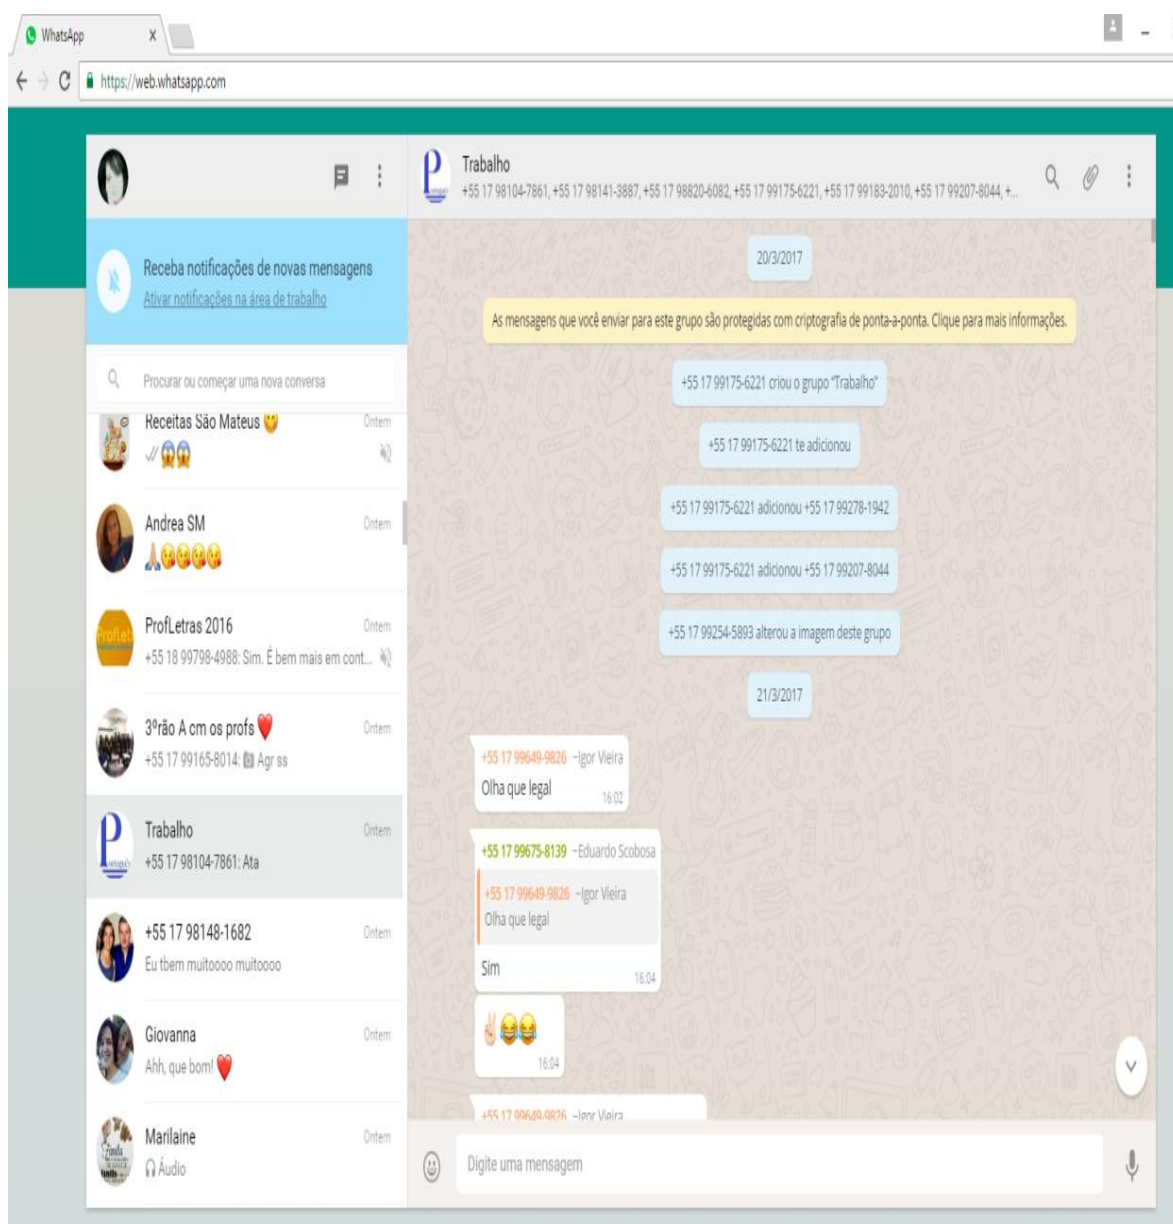 WhatsApp
https://web.whatsapp.com
Receba notificações de novas mensagens
Ativar notificações na área de trabalho
Procurar ou começar uma nova conversa
Receitas São Mateus 😋 Ontem
😱😱
Andrea SM Ontem
🙏😘😘😘😘
ProfLetras 2016 Ontem
+55 18 99798-4988: Sim. É bem mais em cont...
3ºrão A cm os profs ❤️ Ontem
+55 17 99165-8014: 📷 Agr ss
Trabalho Ontem
+55 17 98104-7861: Ata
+55 17 98148-1682 Ontem
Eu tbem muitoooo muitoooo
Giovanna Ontem
Ahh, que bom! ❤️
Marilaine Ontem
Áudio
Trabalho
+55 17 98104-7861, +55 17 98141-3887, +55 17 98820-6082, +55 17 99175-6221, +55 17 99183-2010, +55 17 99207-8044, +...
20/3/2017
As mensagens que você enviar para este grupo são protegidas com criptografia de ponta-a-ponta. Clique para mais informações.
+55 17 99175-6221 criou o grupo "Trabalho"
+55 17 99175-6221 te adicionou
+55 17 99175-6221 adicionou +55 17 99278-1942
+55 17 99175-6221 adicionou +55 17 99207-8044
+55 17 99254-5893 alterou a imagem deste grupo
21/3/2017
+55 17 99649-9826 ~Igor Vieira
Olha que legal
16:02
+55 17 99675-8139 ~Eduardo Scobosa
+55 17 99649-9826 ~Igor Vieira
Olha que legal
Sim
16:04
✌🏻😂😂
16:04
+55 17 99649-9826 ~Igor Vieira
Digite uma mensagem